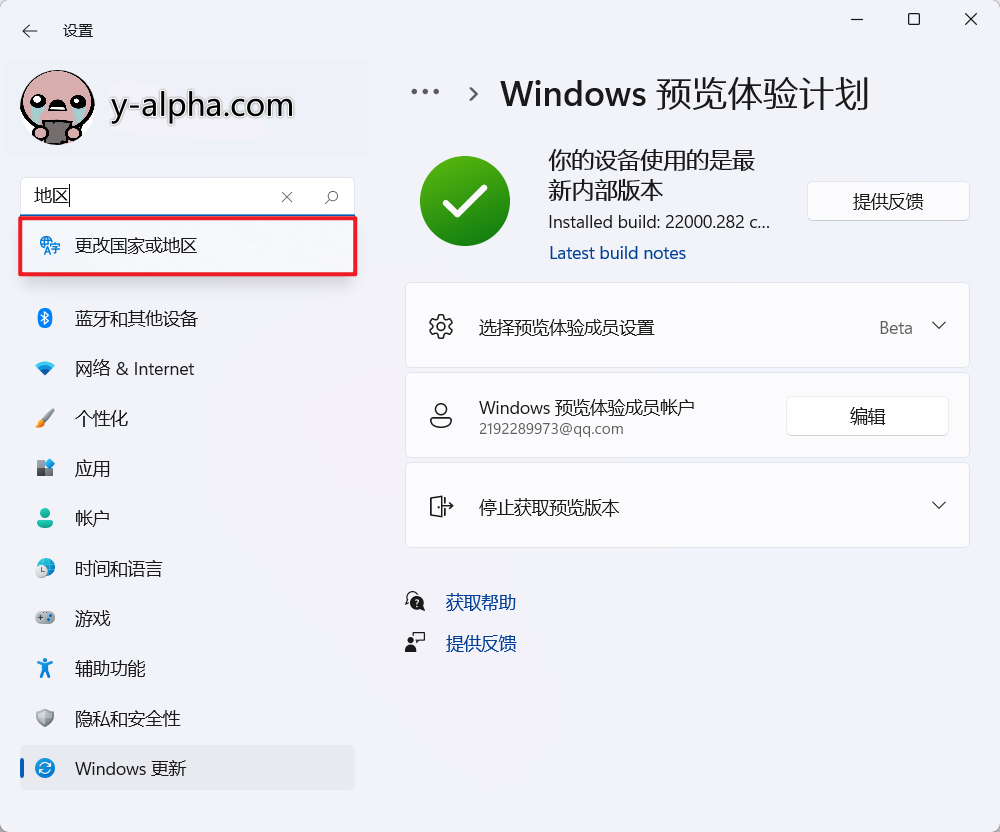 设置
y-alpha.com
地区
更改国家或地区
蓝牙和其他设备
网络 & Internet
个性化
应用
帐户
时间和语言
游戏
辅助功能
隐私和安全性
Windows 更新
Windows 预览体验计划
你的设备使用的是最
新内部版本
Installed build: 22000.282 c...
Latest build notes
提供反馈
选择预览体验成员设置
Beta
Windows 预览体验成员帐户
2192289973@qq.com
编辑
停止获取预览版本
获取帮助
提供反馈